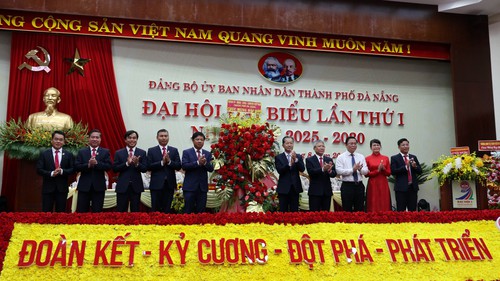 CỘNG SẢN VIỆT NAM QUANG VINH MUÔN NĂM!
ĐẢNG BỘ ỦY BAN NHÂN DÂN THÀNH PHỐ ĐÀ NẴNG
ĐẠI HỘI BIỂU LẦN THỨ I
2025 - 2030
ĐOÀN KẾT - KỶ CƯƠNG - ĐỘT PHÁ - PHÁT TRIỂN